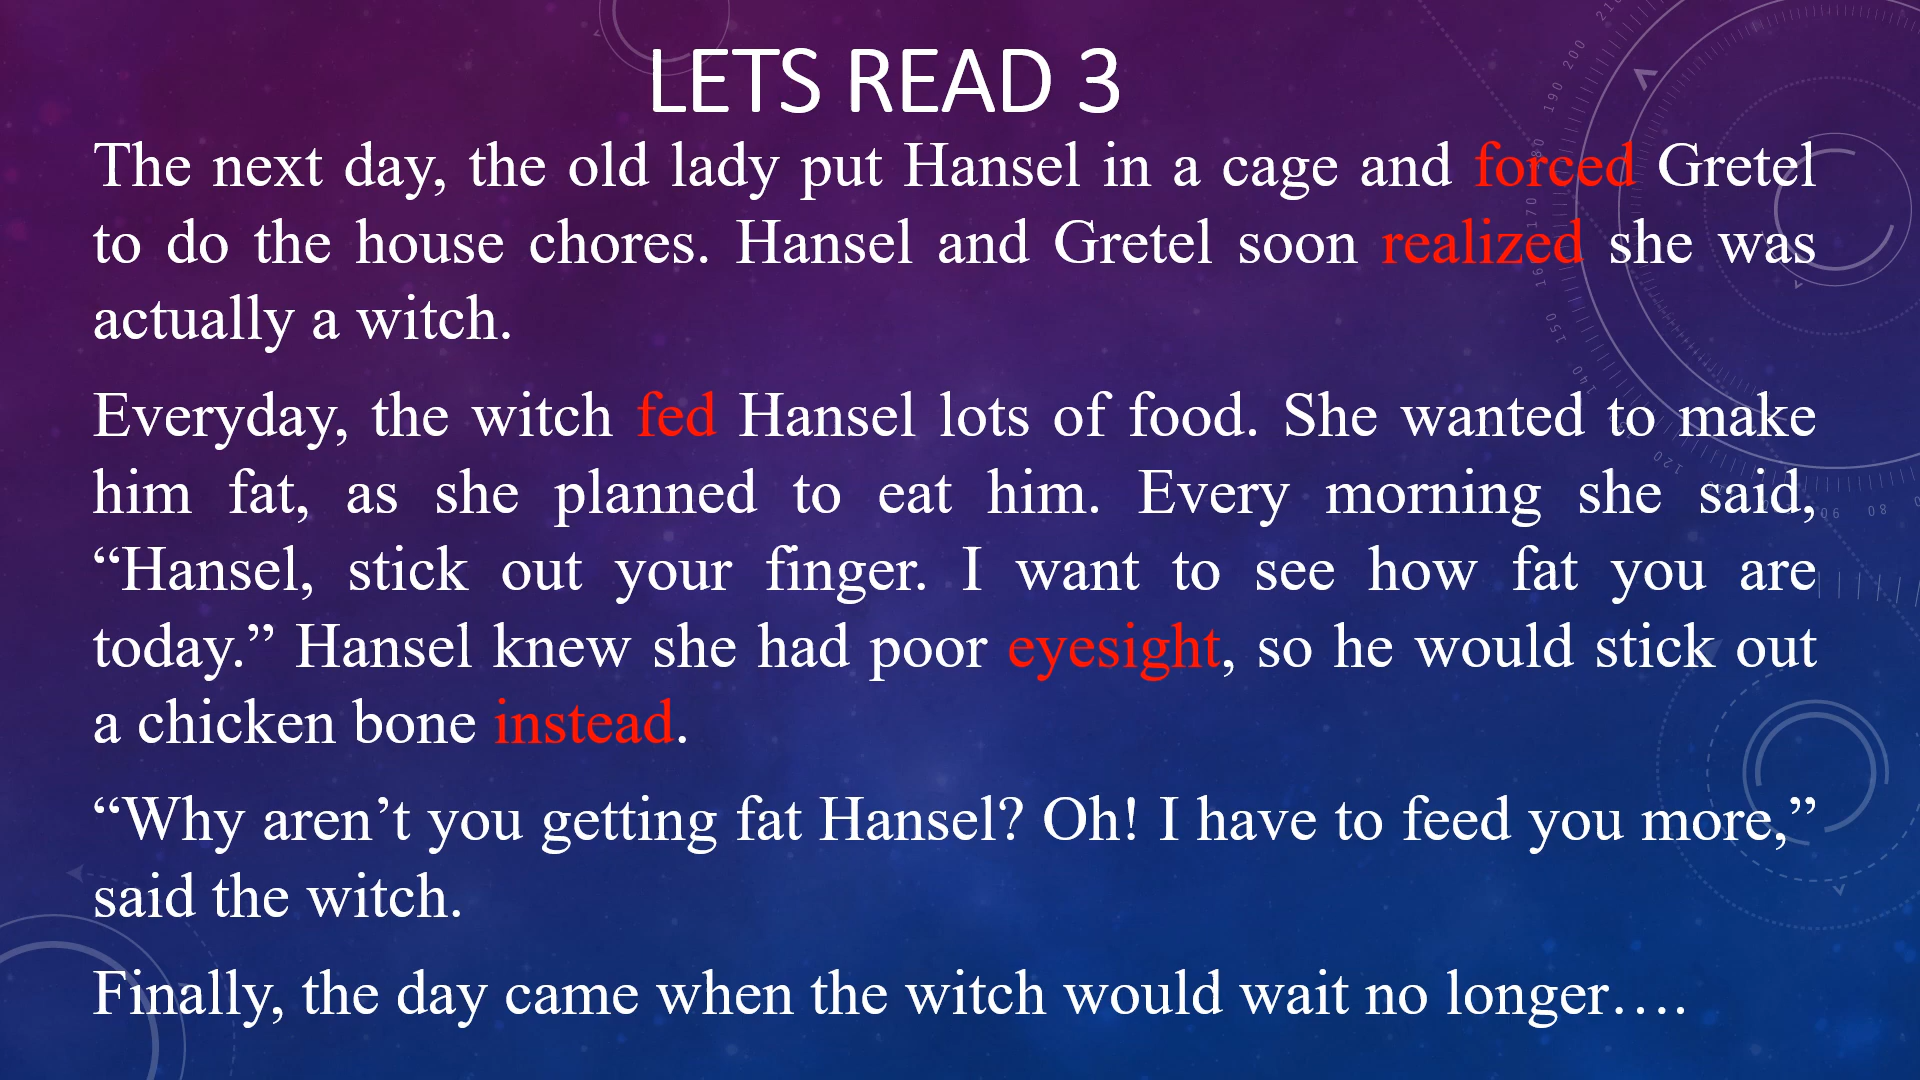 LETS READ 3
The next day, the old lady put Hansel in a cage and forced Gretel
to do the house chores. Hansel and Gretel soon realized she was
actually a witch.
Everyday, the witch fed Hansel lots of food. She wanted to make
him fat, as she planned to eat him. Every morning she said,
“Hansel, stick out your finger. I want to see how fat you are
today.” Hansel knew she had poor eyesight, so he would stick out
a chicken bone instead.
“Why aren’t you getting fat Hansel? Oh! I have to feed you more,”
said the witch.
Finally, the day came when the witch would wait no longer….